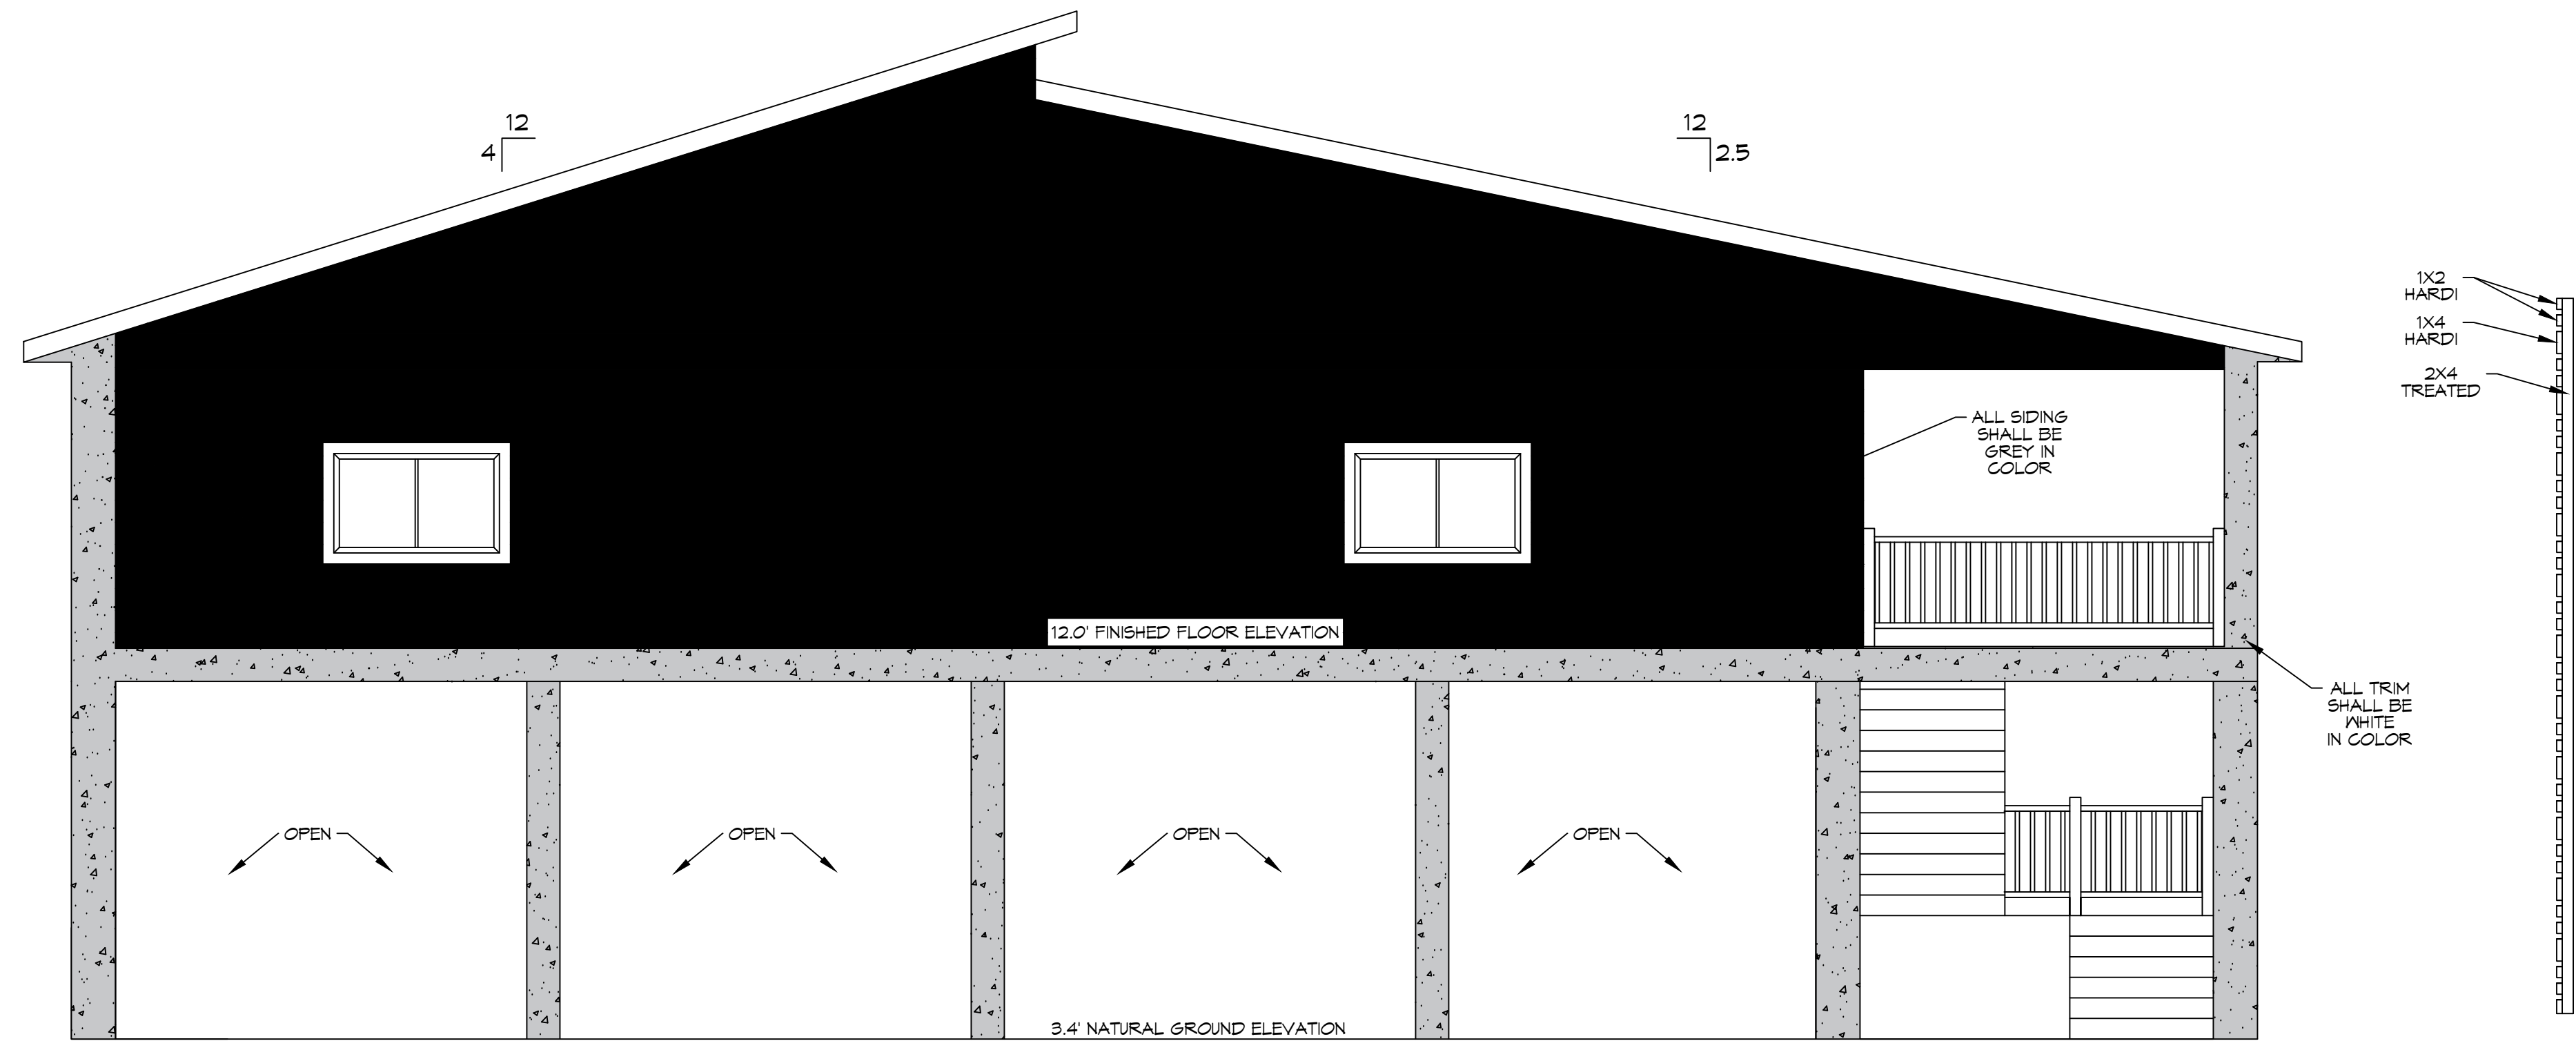 12
4
12
2.5
1X2
HARDI
1X4
HARDI
2X4
TREATED
ALL SIDING
SHALL BE
GREY IN
COLOR
12.0' FINISHED FLOOR ELEVATION
ALL TRIM
SHALL BE
WHITE
IN COLOR
OPEN
OPEN
OPEN
OPEN
3.4' NATURAL GROUND ELEVATION